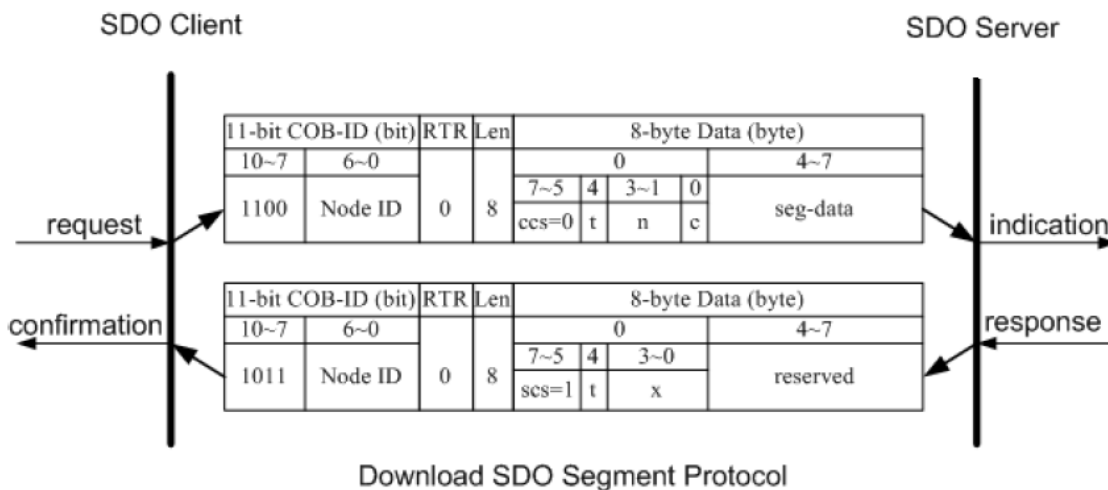 SDO Client
SDO Server
11-bit COB-ID (bit) RTR Len 8-byte Data (byte)
10~7 6~0 0 4~7
7~5 4 3~1 0
1100 Node ID 0 8 seg-data
ccs=0 t n c
request
indication
11-bit COB-ID (bit) RTR Len 8-byte Data (byte)
confirmation
response
10~7 6~0 0 4~7
7~5 4 3~0
1011 Node ID 0 8 reserved
scs=1 t x
Download SDO Segment Protocol